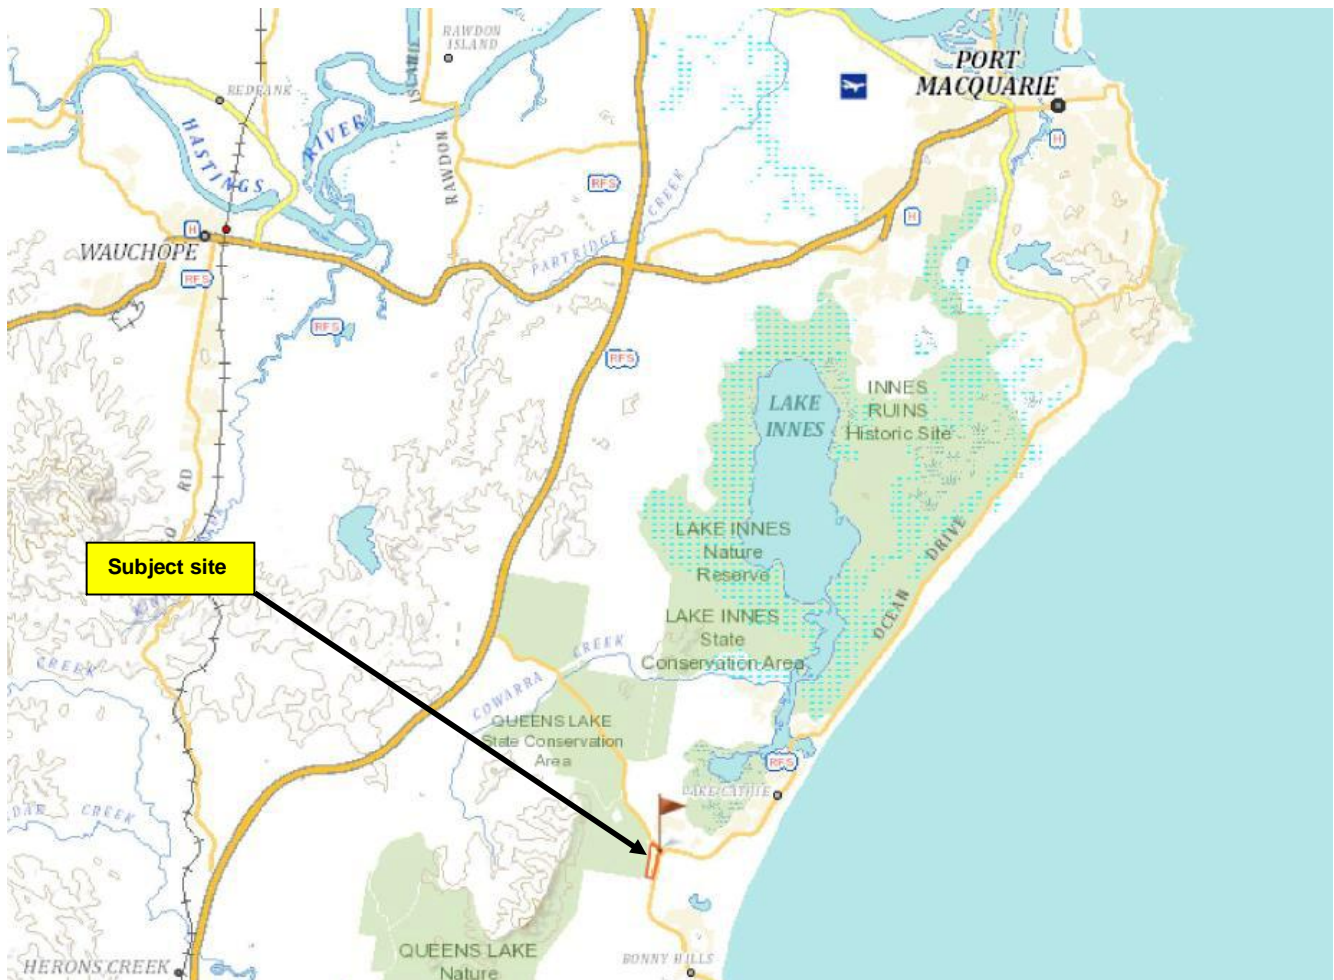 RAWDON
ISLAND
PORT
MACQUARIE
REDBANK
HASTINGS
RIVER
ISLAND
RAWDON
RFS
CREEK
PARTRIDGE
H
H
H
WAUCHOPE
RFS
RFS
RFS
INNES
RUINS
Historic Site
LAKE
INNES
RD
LAKE INNES
Nature
Reserve
OCEAN DRIVE
Subject site
LAKE INNES
State
Conservation Area
CREEK
COWARRA CREEK
QUEENS LAKE
State Conservation
Area
RFS
LAKE CATHIE
CREEK
QUEENS LAKE
Nature
BONNY HILLS
HERONS CREEK